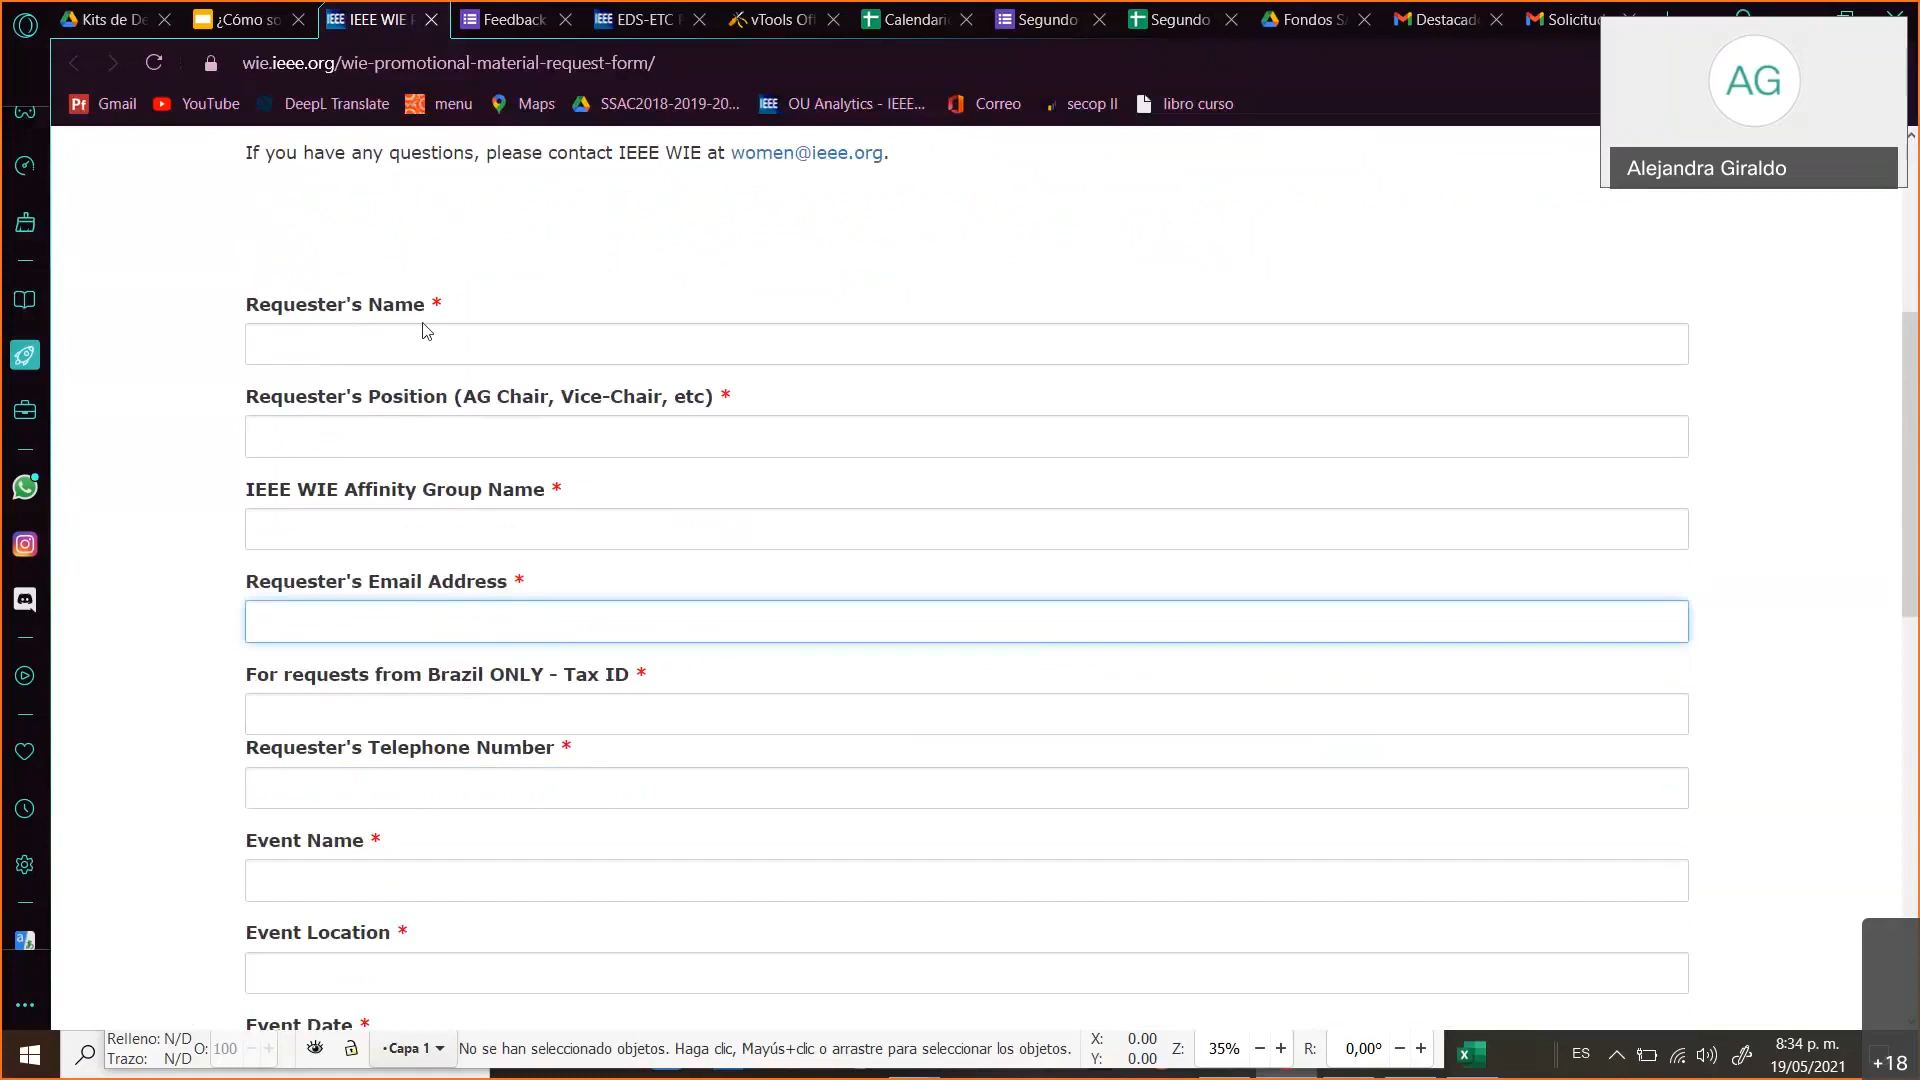 Kits de De
¿Cómo so
IEEE WIE F
Feedback
EDS-ETC F
vTools Off
Calendari
Segundo
Segundo
Fondos SA
Destacad
Solicituc
wie.ieee.org/wie-promotional-material-request-form/
Gmail YouTube DeepL Translate menu Maps SSAC2018-2019-20... OU Analytics - IEEE... Correo secop II libro curso
AG
Alejandra Giraldo
If you have any questions, please contact IEEE WIE at women@ieee.org.
Requester's Name *
Requester's Position (AG Chair, Vice-Chair, etc) *
IEEE WIE Affinity Group Name *
Requester's Email Address *
For requests from Brazil ONLY - Tax ID *
Requester's Telephone Number *
Event Name *
Event Location *
Event Date *
Relleno: N/D
Trazo: N/D
O: 100
•Capa 1
No se han seleccionado objetos. Haga clic, Mayús+clic o arrastre para seleccionar los objetos.
X: 0.00
Y: 0.00
Z: 35%
R: 0,00º
ES
8:34 p. m.
19/05/2021
+18